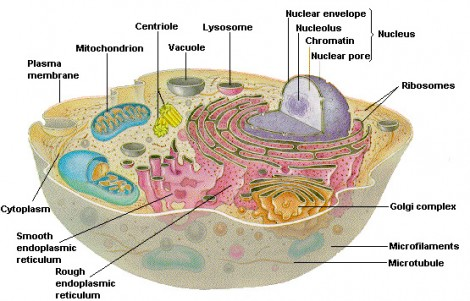 Nuclear envelope
Nucleolus
Chromatin
Nuclear pore
Nucleus
Centriole
Lysosome
Mitochondrion
Vacuole
Plasma
membrane
Ribosomes
Cytoplasm
Golgi complex
Smooth
endoplasmic
reticulum
Microfilaments
Microtubule
Rough
endoplasmic
reticulum